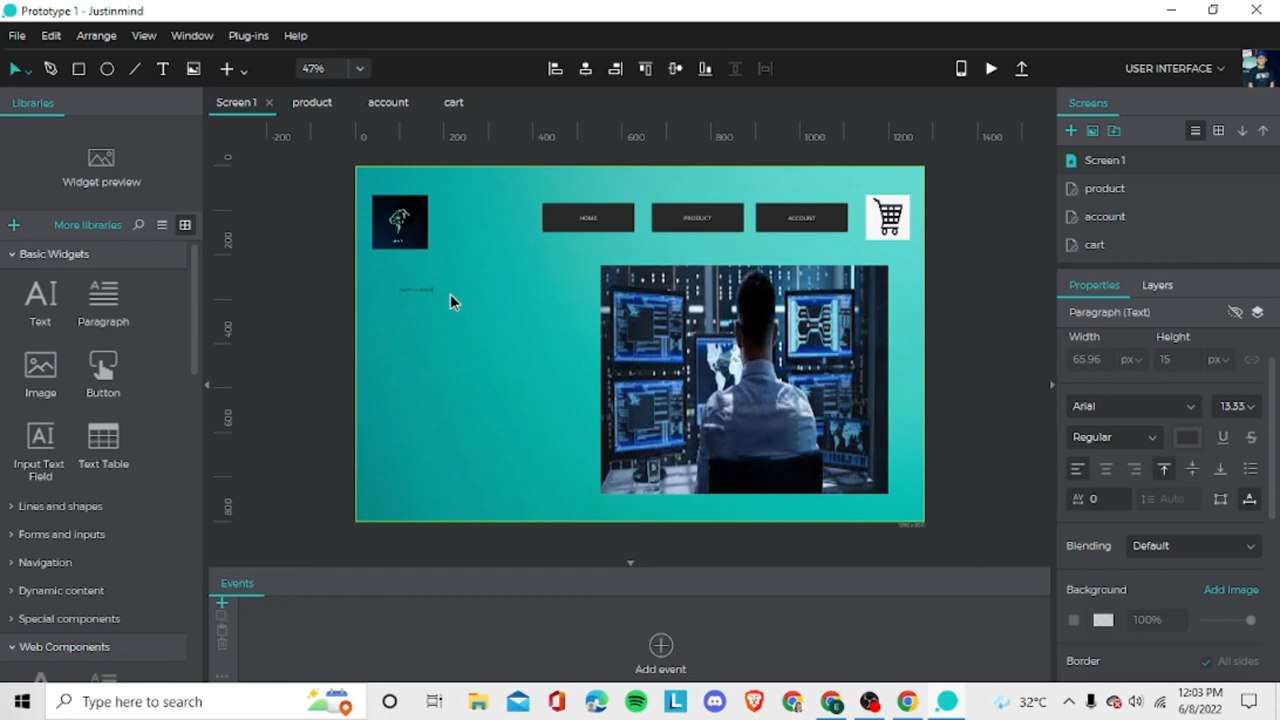 Prototype 1 - Justinmind
File Edit Arrange View Window Plug-ins Help
47%
USER INTERFACE
Libraries
Screen 1 product account cart
Screens
-200 0 200 400 600 800 1000 1200 1400
Widget preview
More libraries
Basic Widgets
Text Paragraph
Image Button
Input Text Field
Text Table
Lines and shapes
Forms and inputs
Navigation
Dynamic content
Special components
Web Components
0
200
400
600
800
HOME PRODUCT ACCOUNT
Events
Add event
Screen 1
product
account
cart
Properties Layers
Paragraph (Text)
Width Height
65.96 px 15 px
Arial 13.33
Regular U S
AV 0 Auto
Blending Default
Background Add Image
100%
Border All sides
Type here to search
32°C
12:03 PM
6/8/2022